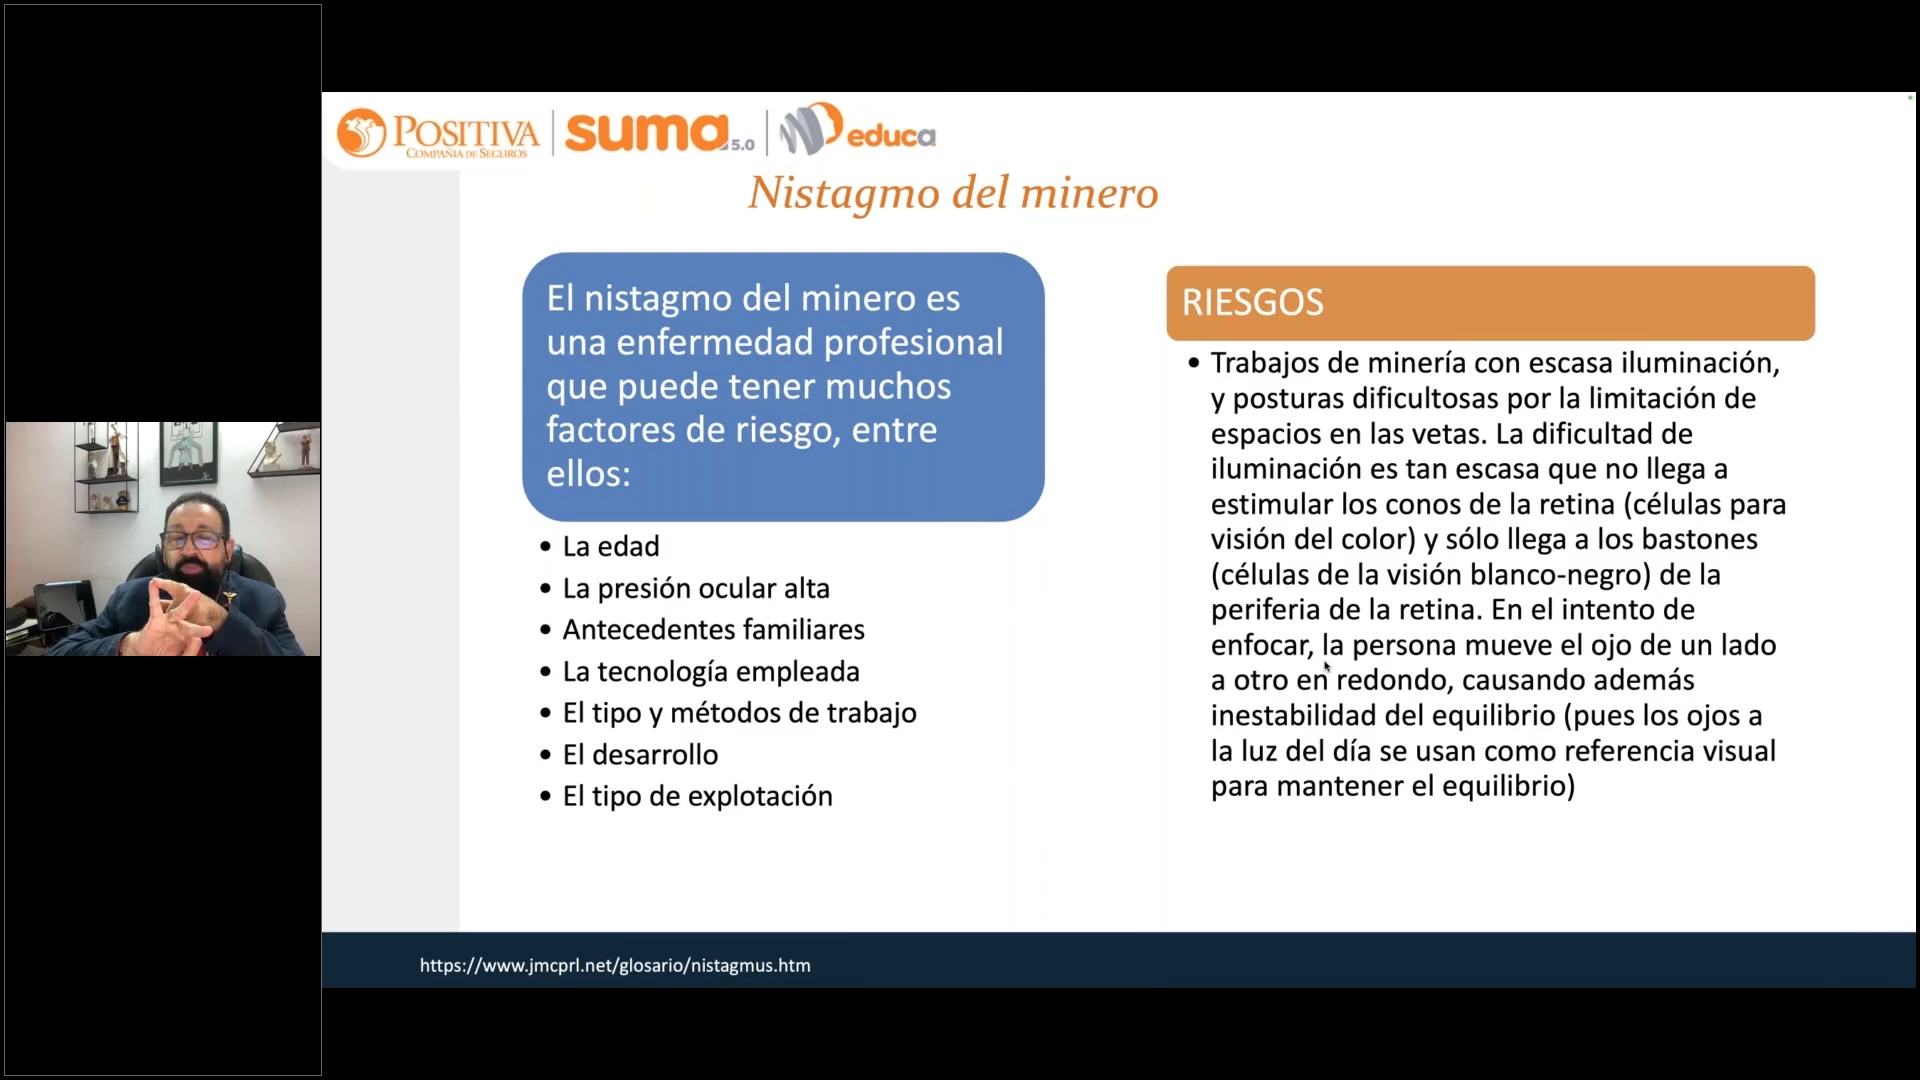 POSITIVA
COMPAÑIA DE SEGUROS
suma 5.0
educa
Nistagmo del minero
El nistagmo del minero es
una enfermedad profesional
que puede tener muchos
factores de riesgo, entre
ellos:
• La edad
• La presión ocular alta
• Antecedentes familiares
• La tecnología empleada
• El tipo y métodos de trabajo
• El desarrollo
• El tipo de explotación
RIESGOS
• Trabajos de minería con escasa iluminación,
y posturas dificultosas por la limitación de
espacios en las vetas. La dificultad de
iluminación es tan escasa que no llega a
estimular los conos de la retina (células para
visión del color) y sólo llega a los bastones
(células de la visión blanco-negro) de la
periferia de la retina. En el intento de
enfocar, la persona mueve el ojo de un lado
a otro en redondo, causando además
inestabilidad del equilibrio (pues los ojos a
la luz del día se usan como referencia visual
para mantener el equilibrio)
https://www.jmcprl.net/glosario/nistagmus.htm